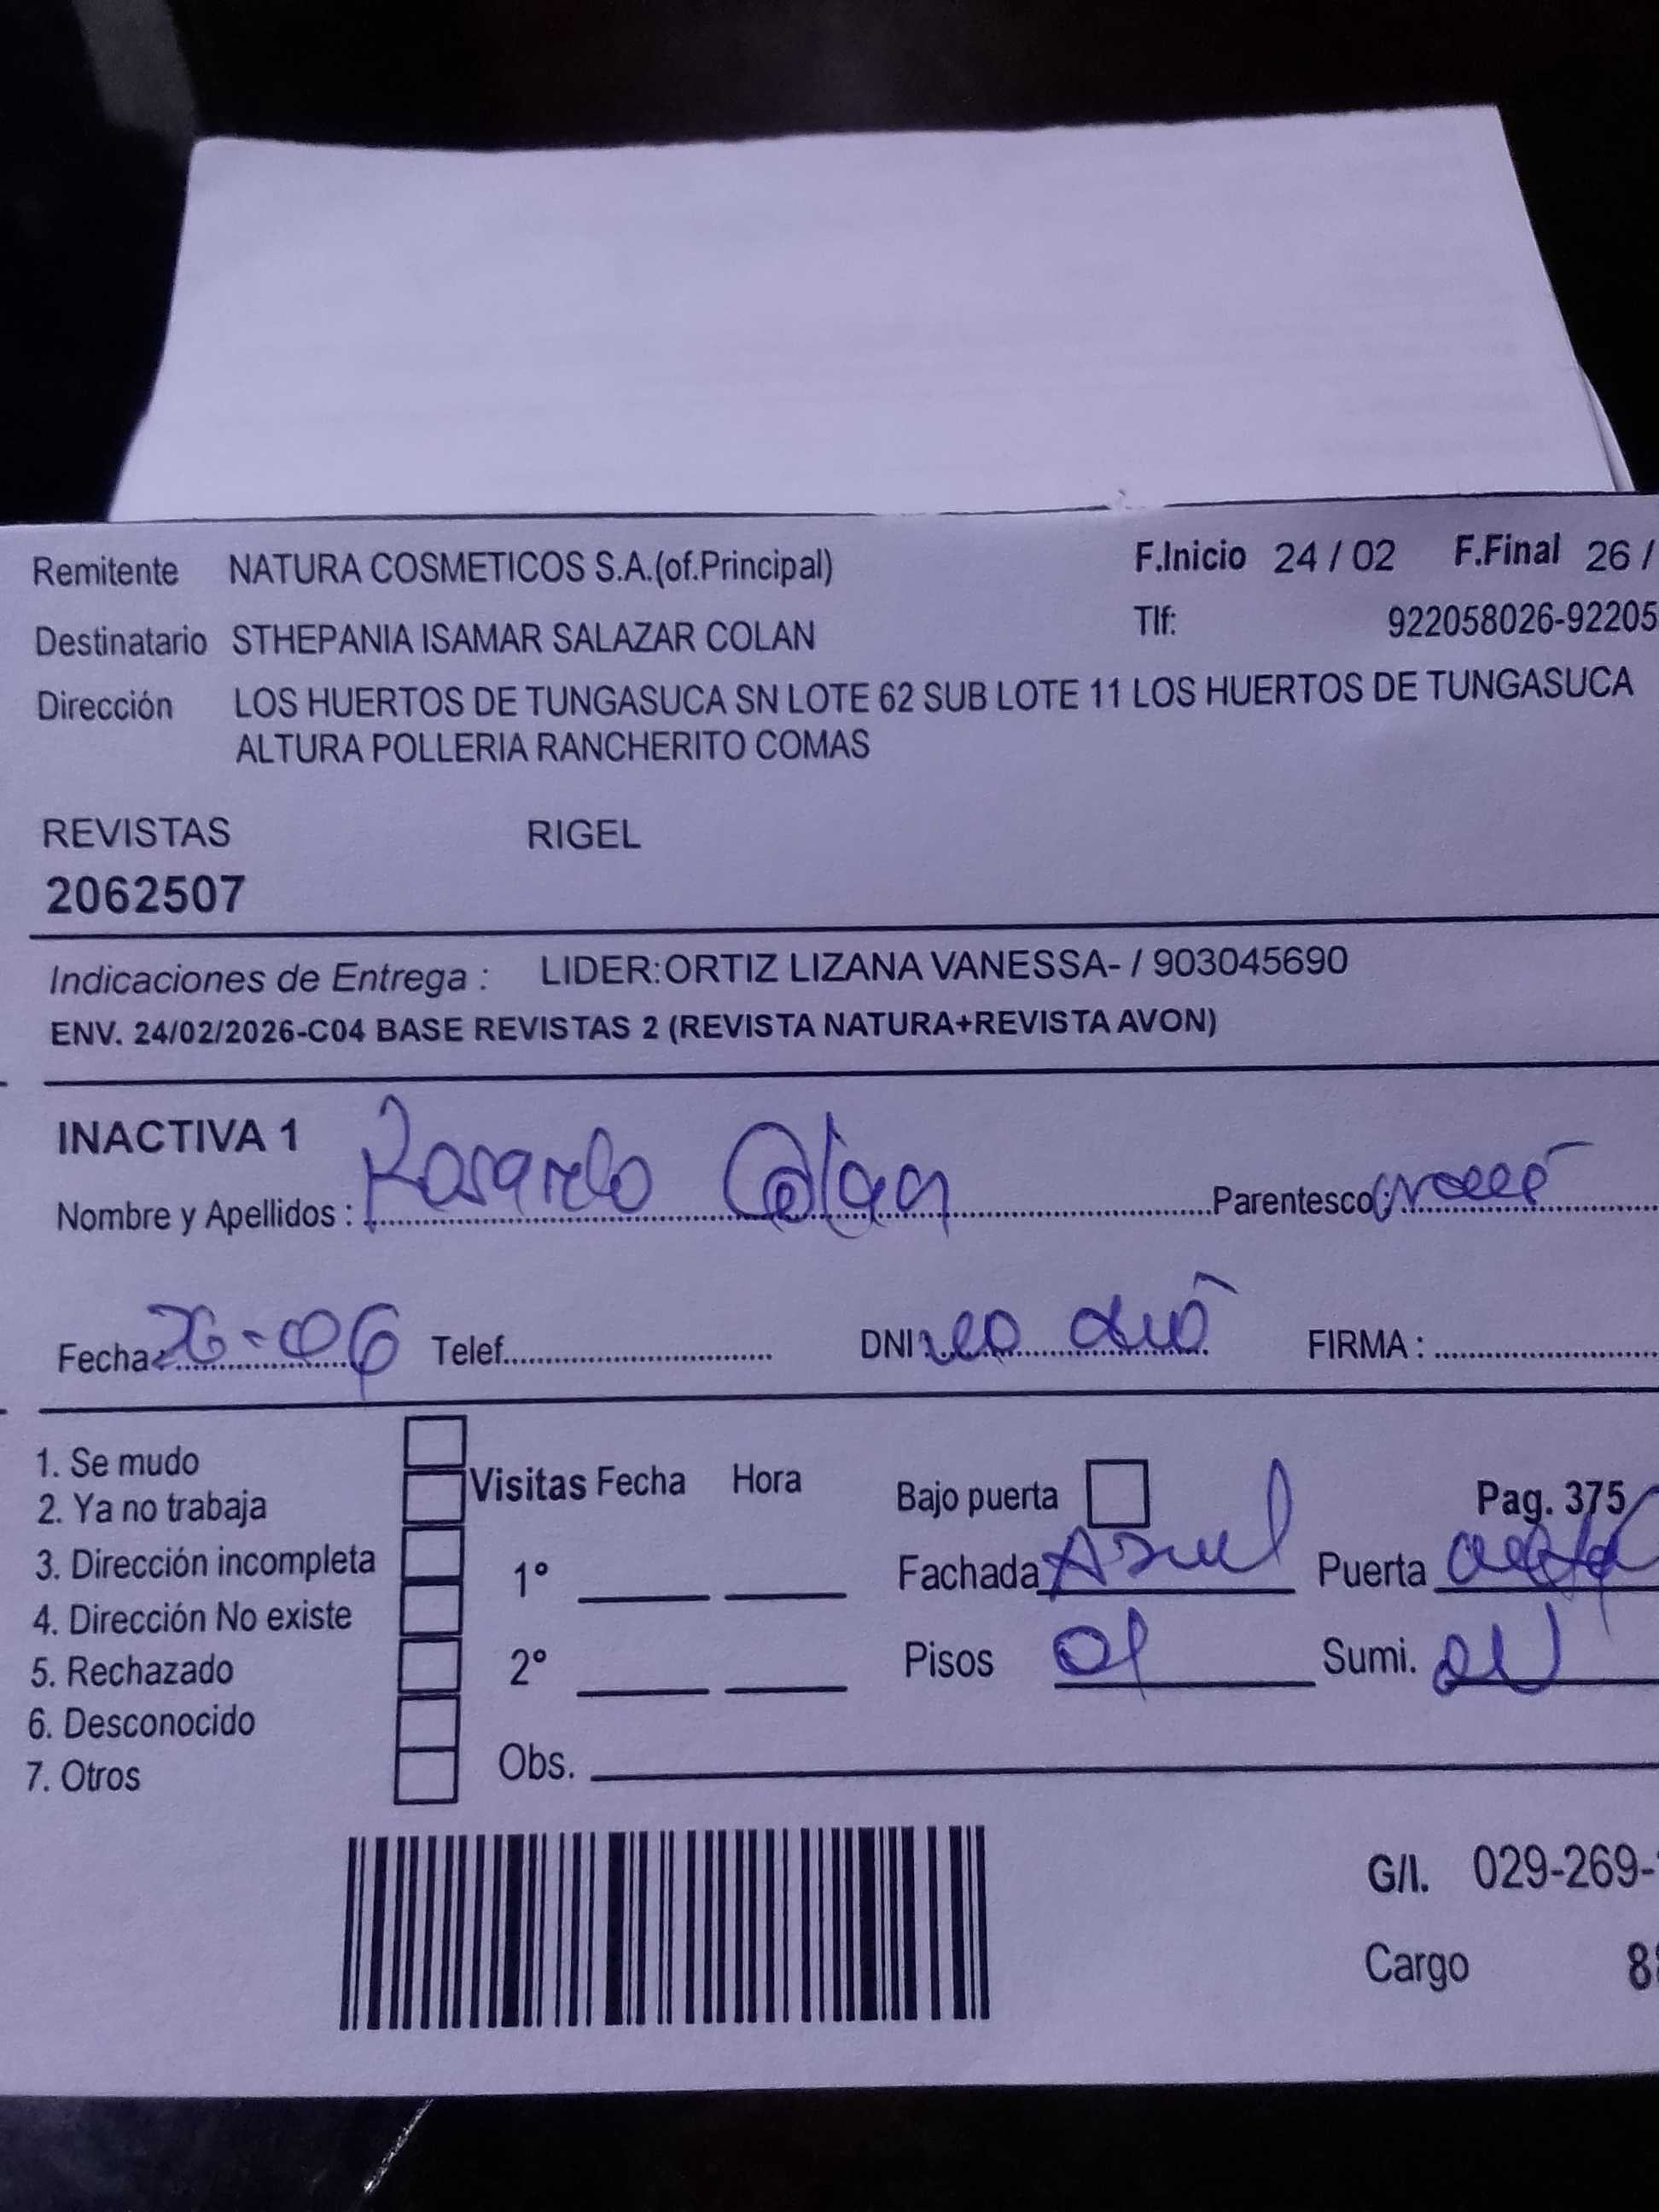 Remitente NATURA COSMETICOS S.A.(of.Principal) F.Inicio 24 / 02 F.Final 26 /
Destinatario STHEPANIA ISAMAR SALAZAR COLAN Tlf: 922058026-92205
Dirección LOS HUERTOS DE TUNGASUCA SN LOTE 62 SUB LOTE 11 LOS HUERTOS DE TUNGASUCA
ALTURA POLLERIA RANCHERITO COMAS
REVISTAS RIGEL
2062507
Indicaciones de Entrega : LIDER:ORTIZ LIZANA VANESSA- / 903045690
ENV. 24/02/2026-C04 BASE REVISTAS 2 (REVISTA NATURA+REVISTA AVON)
INACTIVA 1
Nombre y Apellidos : Rosario Colan Parentesco:
Fecha: 26-06 Telef. DNI no dio FIRMA :
1. Se mudo
2. Ya no trabaja
3. Dirección incompleta
4. Dirección No existe
5. Rechazado
6. Desconocido
7. Otros
Visitas Fecha Hora
1°
2°
Obs.
Bajo puerta Pag. 375
Fachada Azul Puerta
Pisos 01 Sumi.
G/I. 029-269-
Cargo 8